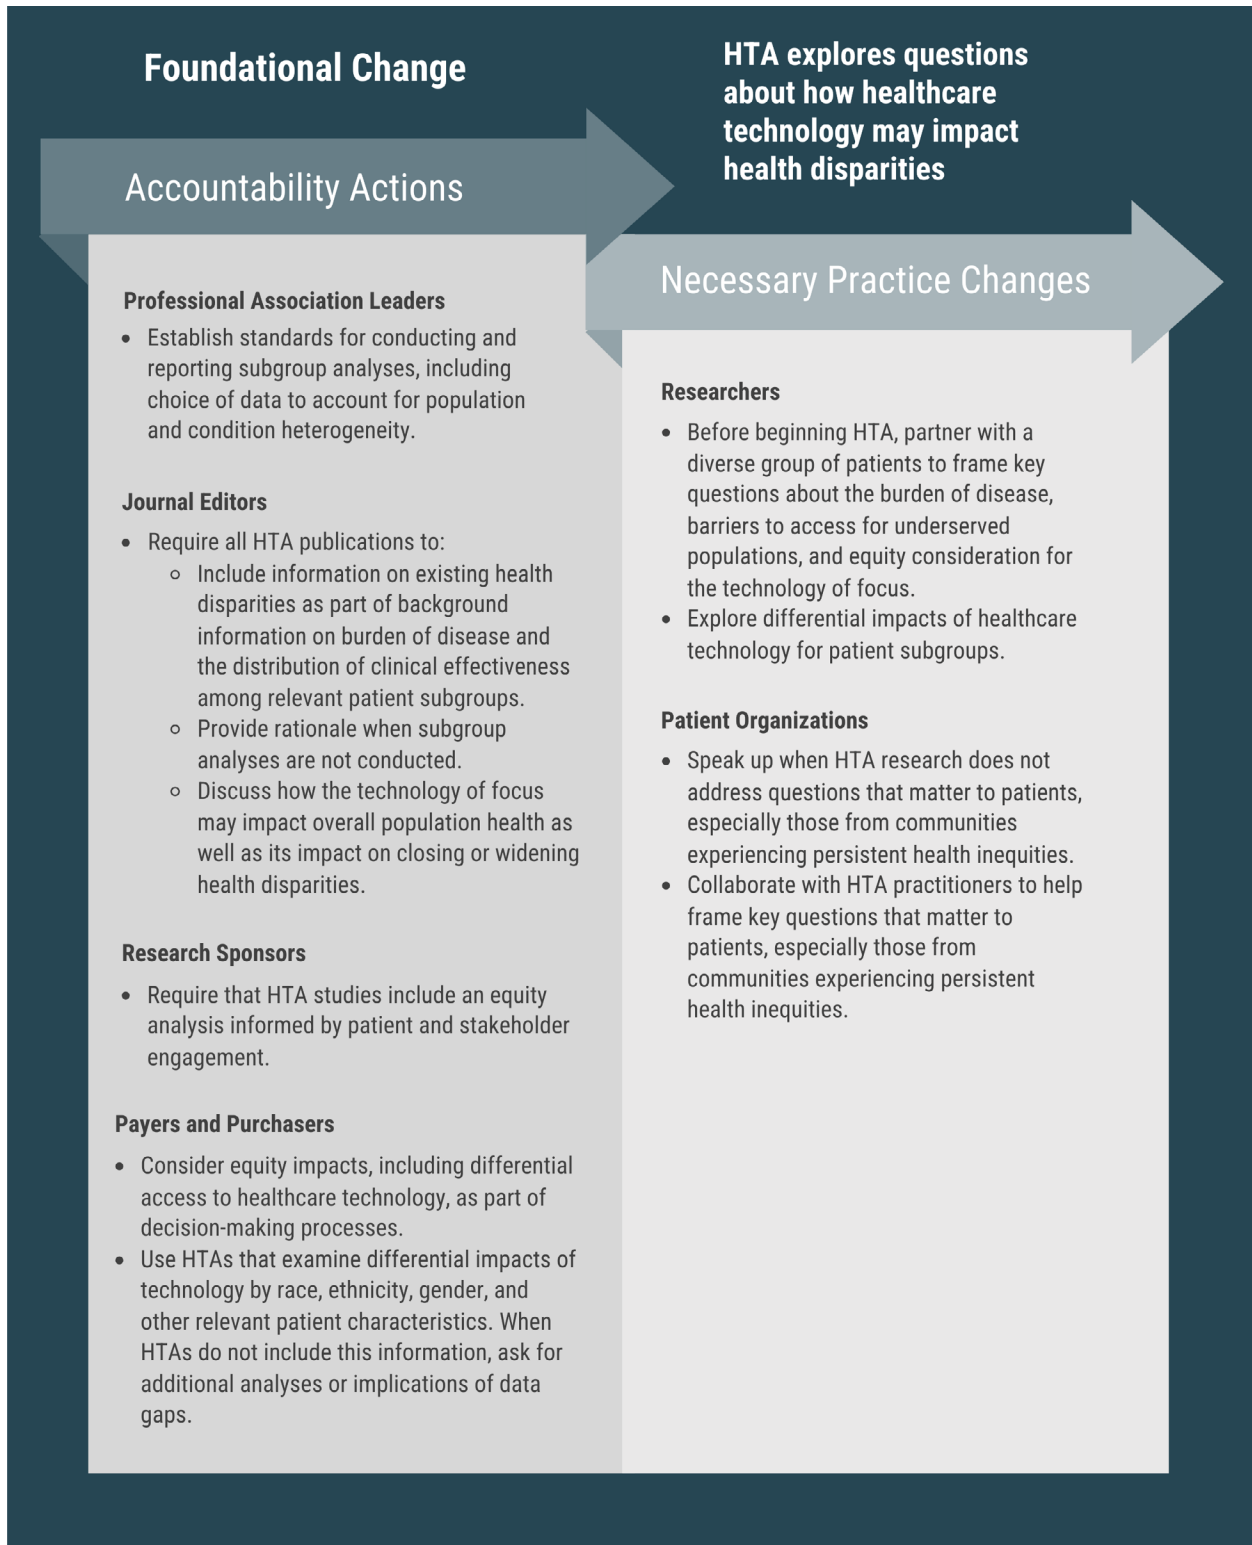 Foundational Change
HTA explores questions
about how healthcare
technology may impact
health disparities
Accountability Actions
Necessary Practice Changes
Professional Association Leaders
• Establish standards for conducting and
reporting subgroup analyses, including
choice of data to account for population
and condition heterogeneity.
Journal Editors
• Require all HTA publications to:
○ Include information on existing health
disparities as part of background
information on burden of disease and
the distribution of clinical effectiveness
among relevant patient subgroups.
○ Provide rationale when subgroup
analyses are not conducted.
○ Discuss how the technology of focus
may impact overall population health as
well as its impact on closing or widening
health disparities.
Research Sponsors
• Require that HTA studies include an equity
analysis informed by patient and stakeholder
engagement.
Payers and Purchasers
• Consider equity impacts, including differential
access to healthcare technology, as part of
decision-making processes.
• Use HTAs that examine differential impacts of
technology by race, ethnicity, gender, and
other relevant patient characteristics. When
HTAs do not include this information, ask for
additional analyses or implications of data
gaps.
Researchers
• Before beginning HTA, partner with a
diverse group of patients to frame key
questions about the burden of disease,
barriers to access for underserved
populations, and equity consideration for
the technology of focus.
• Explore differential impacts of healthcare
technology for patient subgroups.
Patient Organizations
• Speak up when HTA research does not
address questions that matter to patients,
especially those from communities
experiencing persistent health inequities.
• Collaborate with HTA practitioners to help
frame key questions that matter to
patients, especially those from
communities experiencing persistent
health inequities.